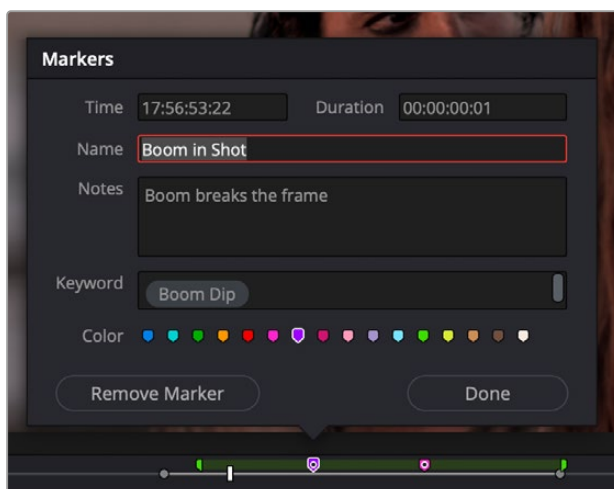 Markers
Time 17:56:53:22 Duration 00:00:00:01
Name Boom in Shot
Notes Boom breaks the frame
Keyword Boom Dip
Color
Remove Marker Done